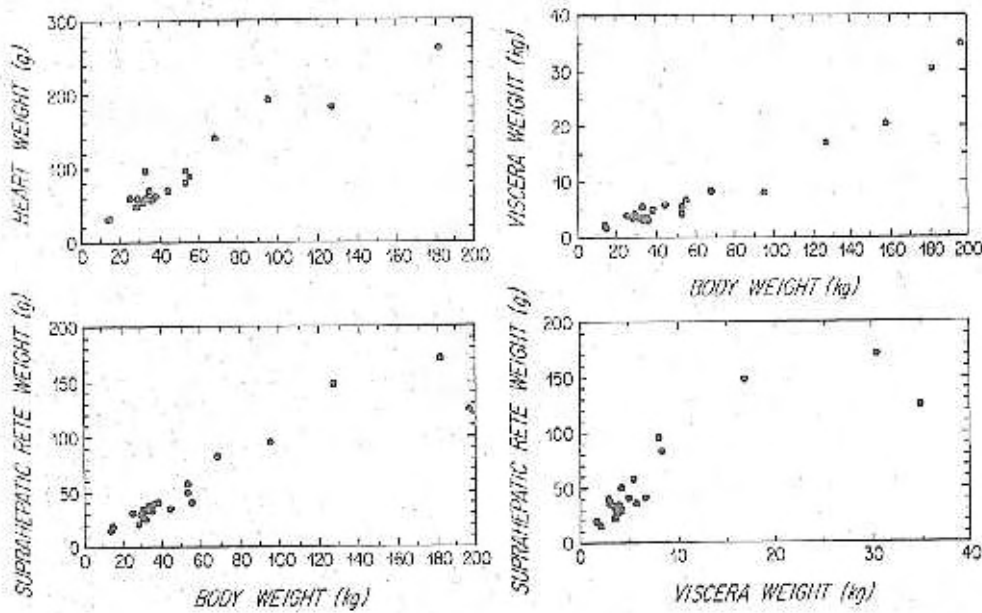 HEART WEIGHT (g)
300
200
100
0
0 20 40 60 80 100 120 140 160 180 200
VISCERA WEIGHT (kg)
40
30
20
10
0
0 20 40 60 80 100 120 140 160 180 200
BODY WEIGHT (kg)
SUPRAHEPATIC RETE WEIGHT (g)
200
150
100
50
0
0 20 40 60 80 100 120 140 160 180 200
BODY WEIGHT (kg)
SUPRAHEPATIC RETE WEIGHT (g)
200
150
100
50
0
0 10 20 30 40
VISCERA WEIGHT (kg)